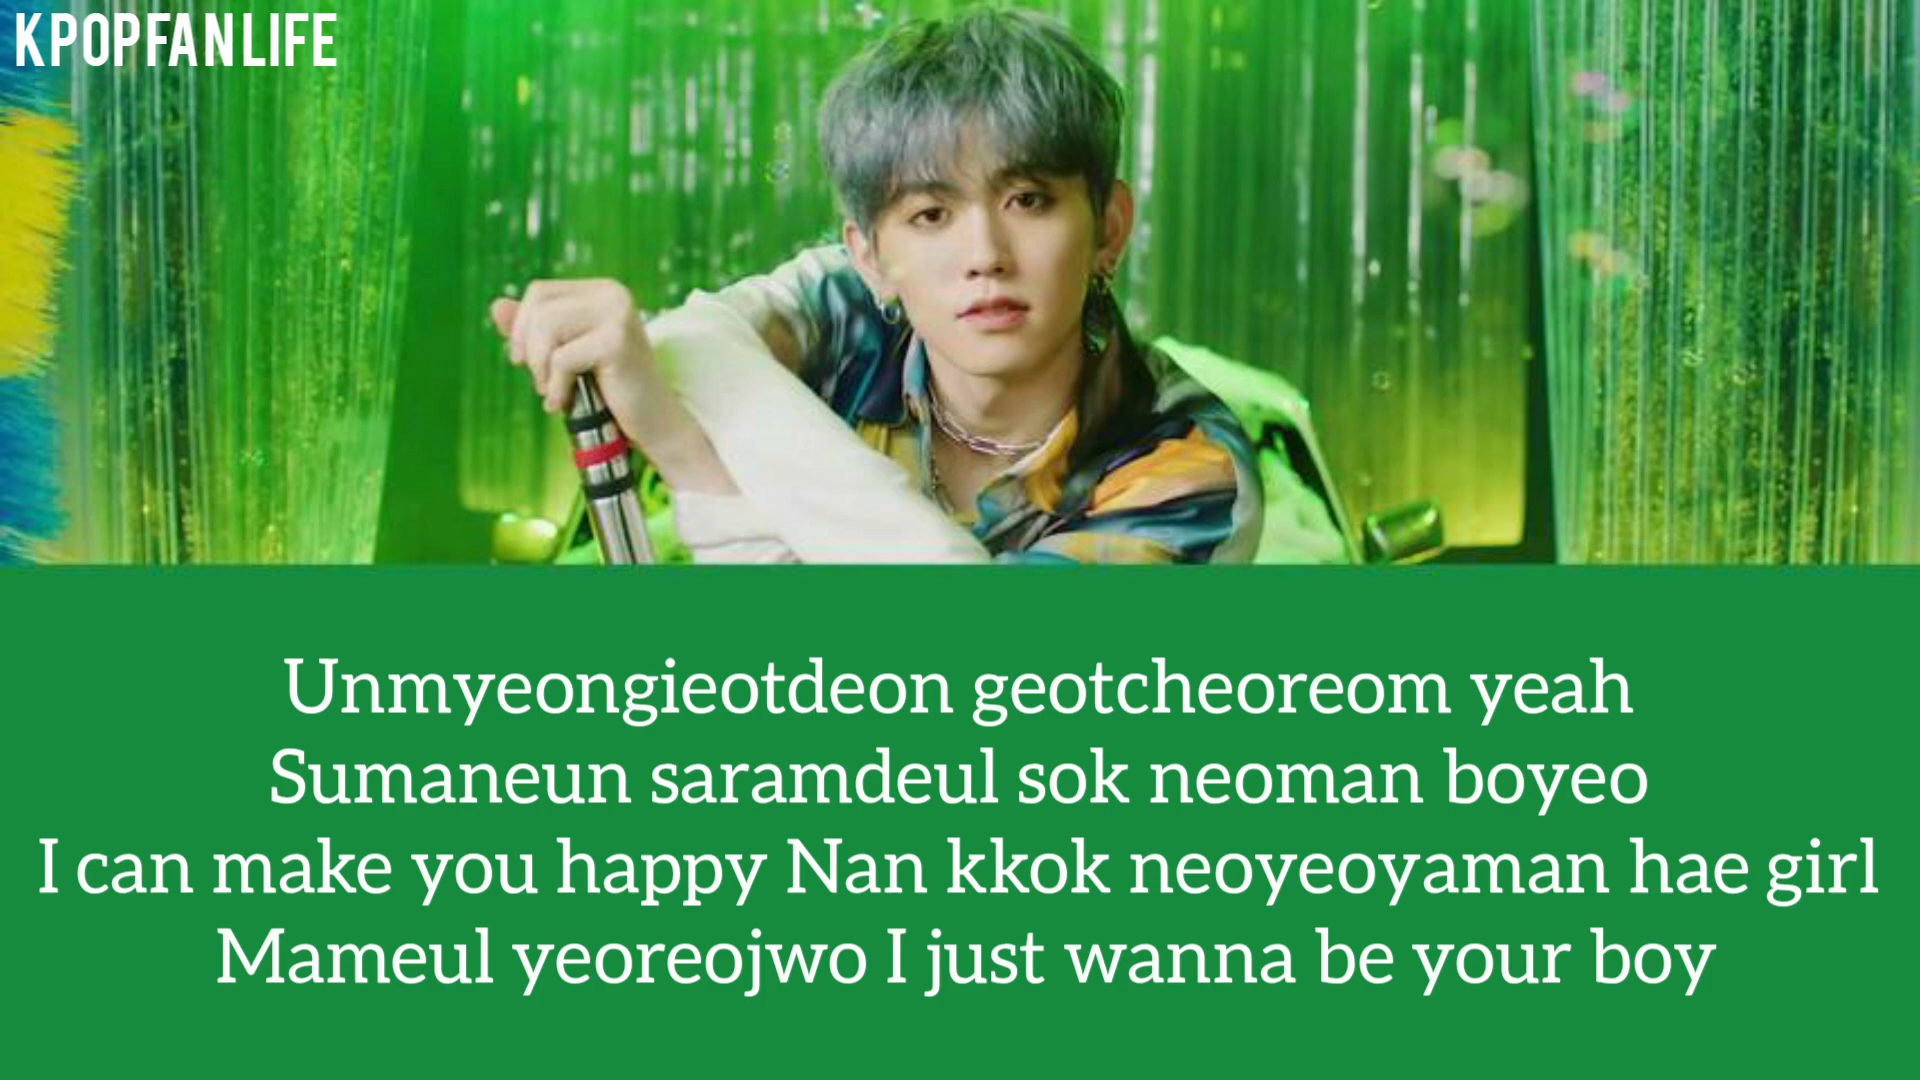 KPOPFANLIFE
Unmyeongieotdeon geotcheoreom yeah
Sumaneun saramdeul sok neoman boyeo
I can make you happy Nan kkok neoyeoyaman hae girl
Mameul yeoreojwo I just wanna be your boy